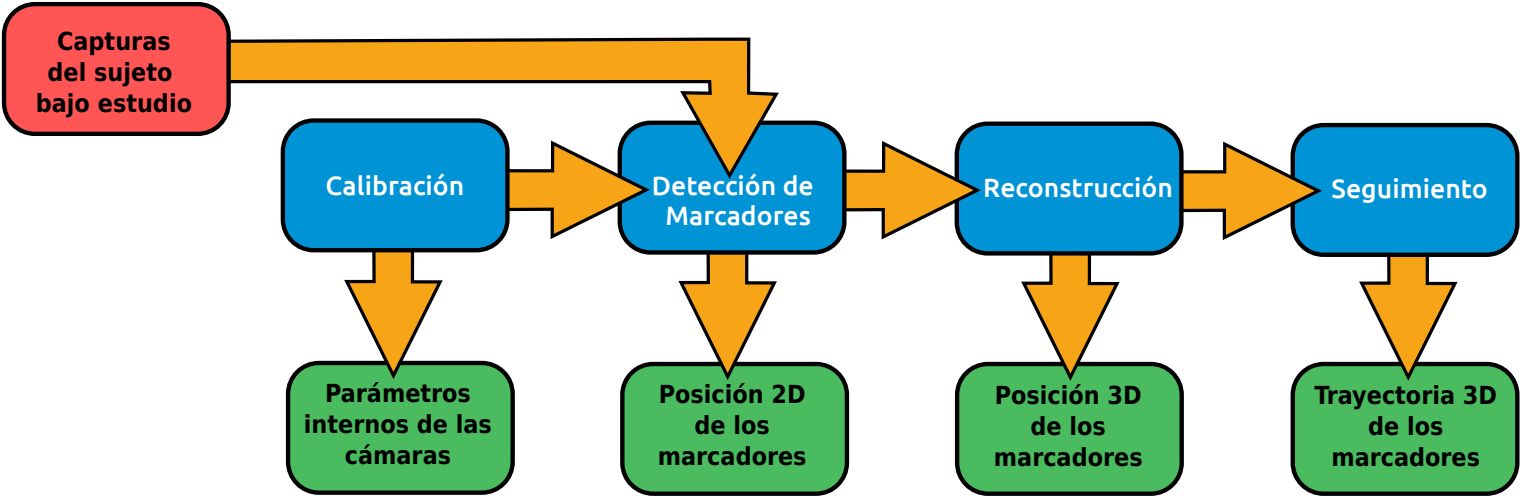 Capturas
del sujeto
bajo estudio
Calibración
Detección de
Marcadores
Reconstrucción
Seguimiento
Parámetros
internos de las
cámaras
Posición 2D
de los
marcadores
Posición 3D
de los
marcadores
Trayectoria 3D
de los
marcadores